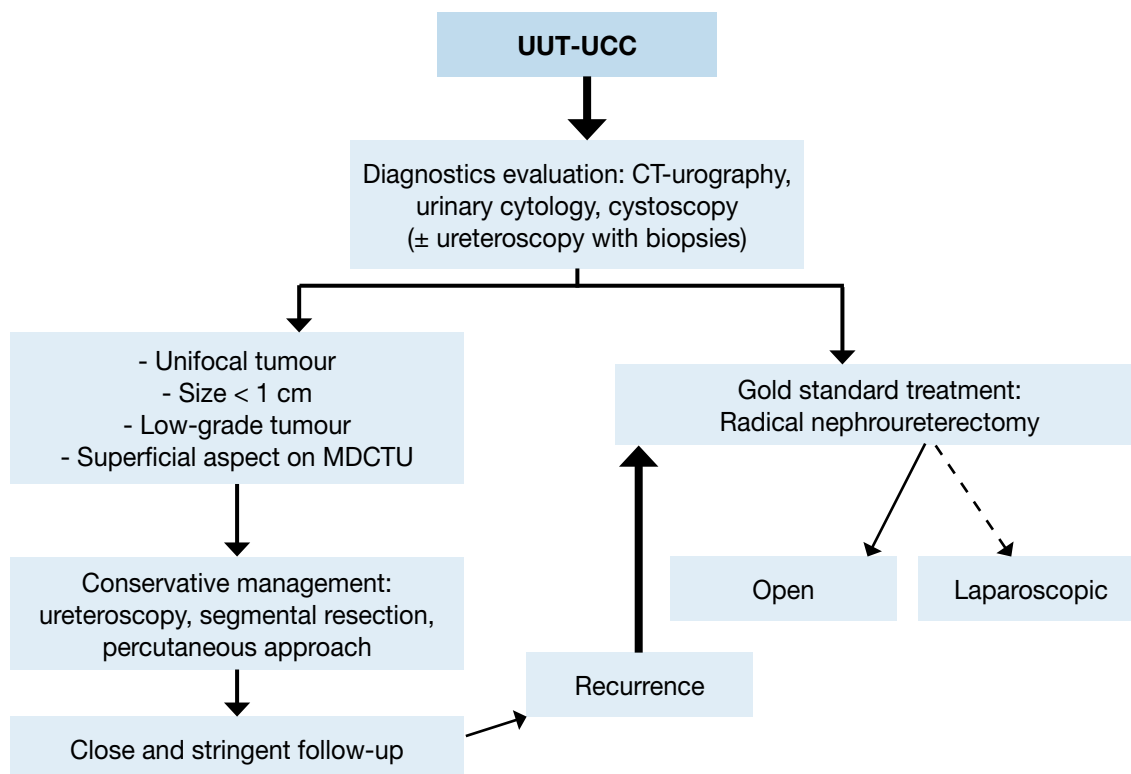 UUT-UCC
Diagnostics evaluation: CT-urography,
urinary cytology, cystoscopy
(± ureteroscopy with biopsies)
- Unifocal tumour
- Size < 1 cm
- Low-grade tumour
- Superficial aspect on MDCTU
Gold standard treatment:
Radical nephroureterectomy
Conservative management:
ureteroscopy, segmental resection,
percutaneous approach
Open
Laparoscopic
Recurrence
Close and stringent follow-up